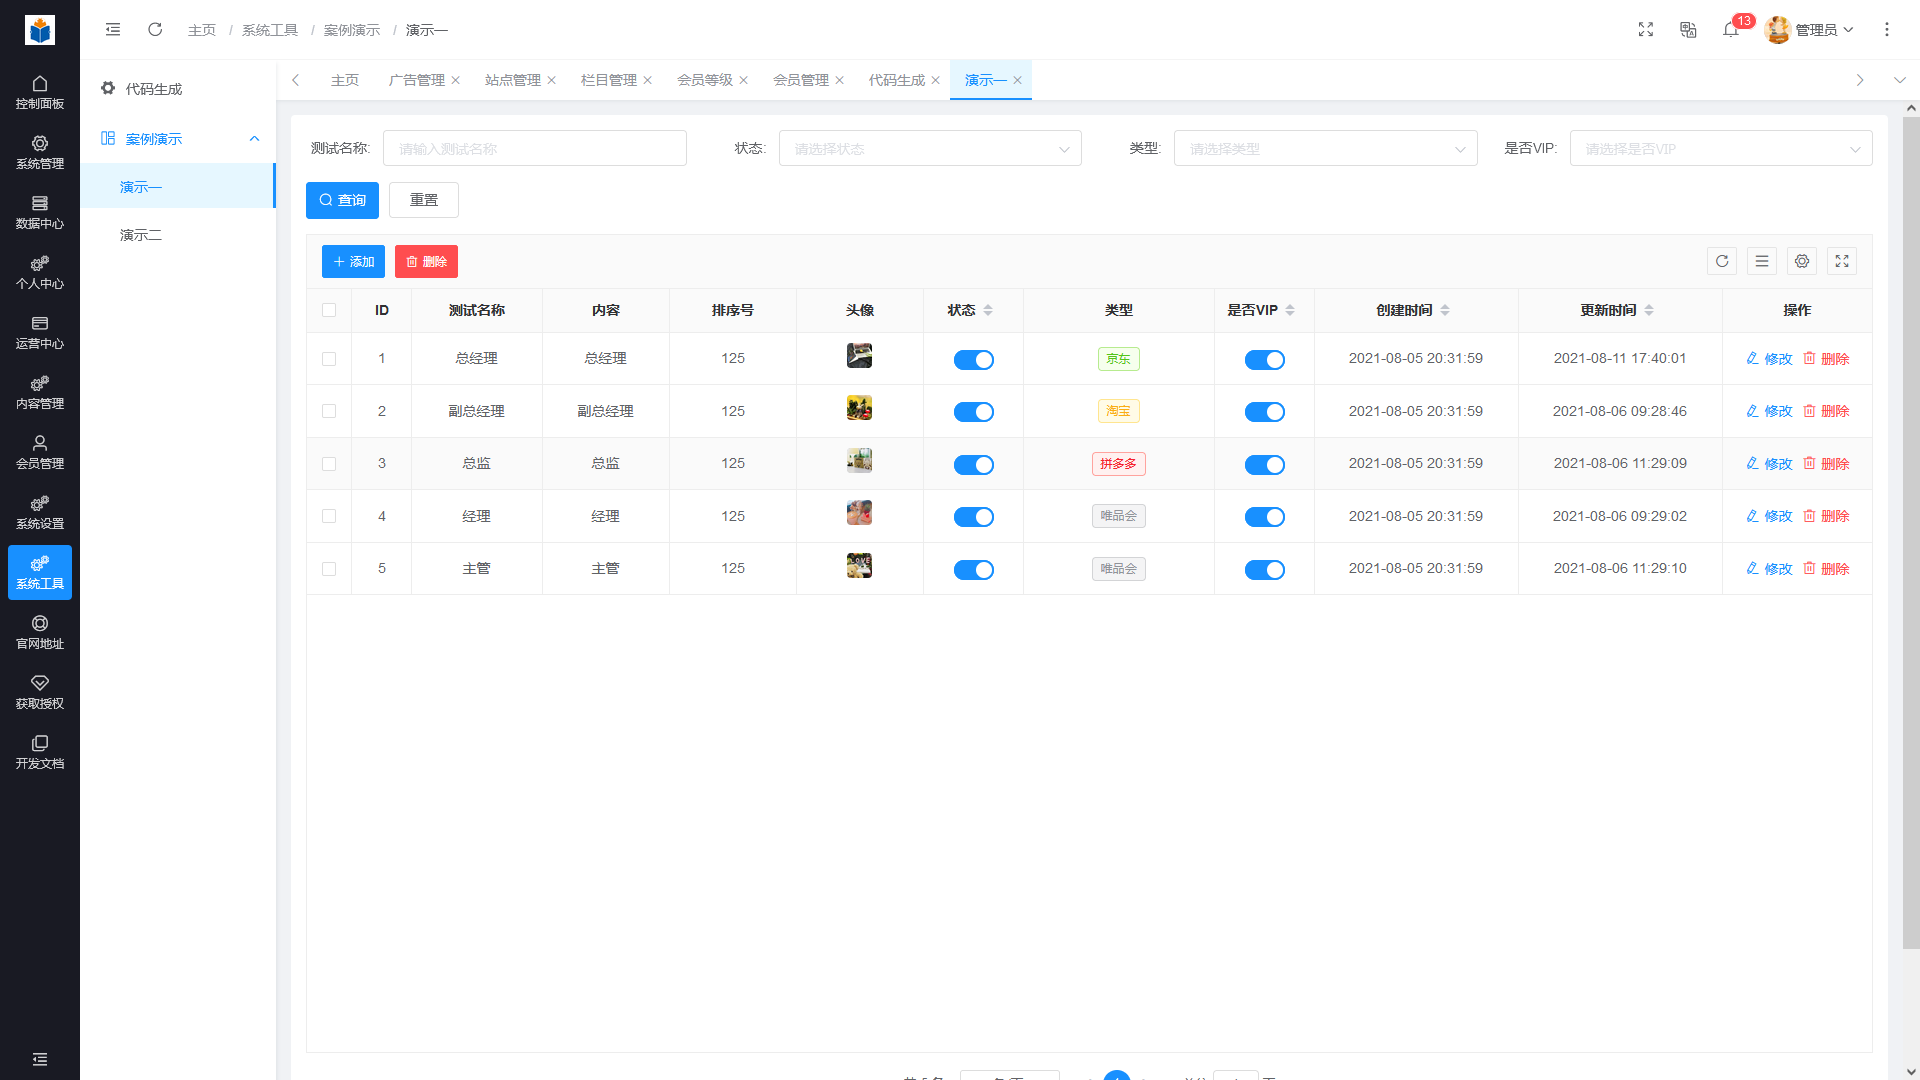 主页 / 系统工具 / 案例演示 / 演示一
13
管理员
控制面板
系统管理
数据中心
个人中心
运营中心
内容管理
会员管理
系统设置
系统工具
官网地址
获取授权
开发文档
代码生成
案例演示
演示一
演示二
主页 广告管理 站点管理 栏目管理 会员等级 会员管理 代码生成 演示一
测试名称: 请输入测试名称 状态: 请选择状态 类型: 请选择类型 是否VIP: 请选择是否VIP
查询 重置
添加 删除
ID 测试名称 内容 排序号 头像 状态 类型 是否VIP 创建时间 更新时间 操作
1 总经理 总经理 125 京东 2021-08-05 20:31:59 2021-08-11 17:40:01 修改 删除
2 副总经理 副总经理 125 淘宝 2021-08-05 20:31:59 2021-08-06 09:28:46 修改 删除
3 总监 总监 125 拼多多 2021-08-05 20:31:59 2021-08-06 11:29:09 修改 删除
4 经理 经理 125 唯品会 2021-08-05 20:31:59 2021-08-06 09:29:02 修改 删除
5 主管 主管 125 唯品会 2021-08-05 20:31:59 2021-08-06 11:29:10 修改 删除